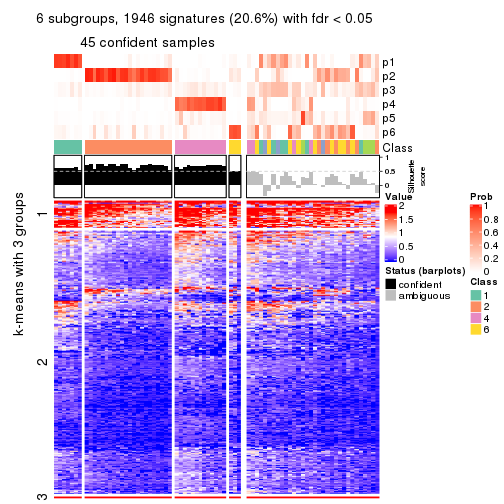 6 subgroups, 1946 signatures (20.6%) with fdr < 0.05
45 confident samples
p1
p2
p3
p4
p5
p6
Class
1
0.5
0
Silhouette
score
k-means with 3 groups
1
2
3
Value
2
1.5
1
0.5
0
Status (barplots)
confident
ambiguous
Prob
1
0.8
0.6
0.4
0.2
0
Class
1
2
4
6